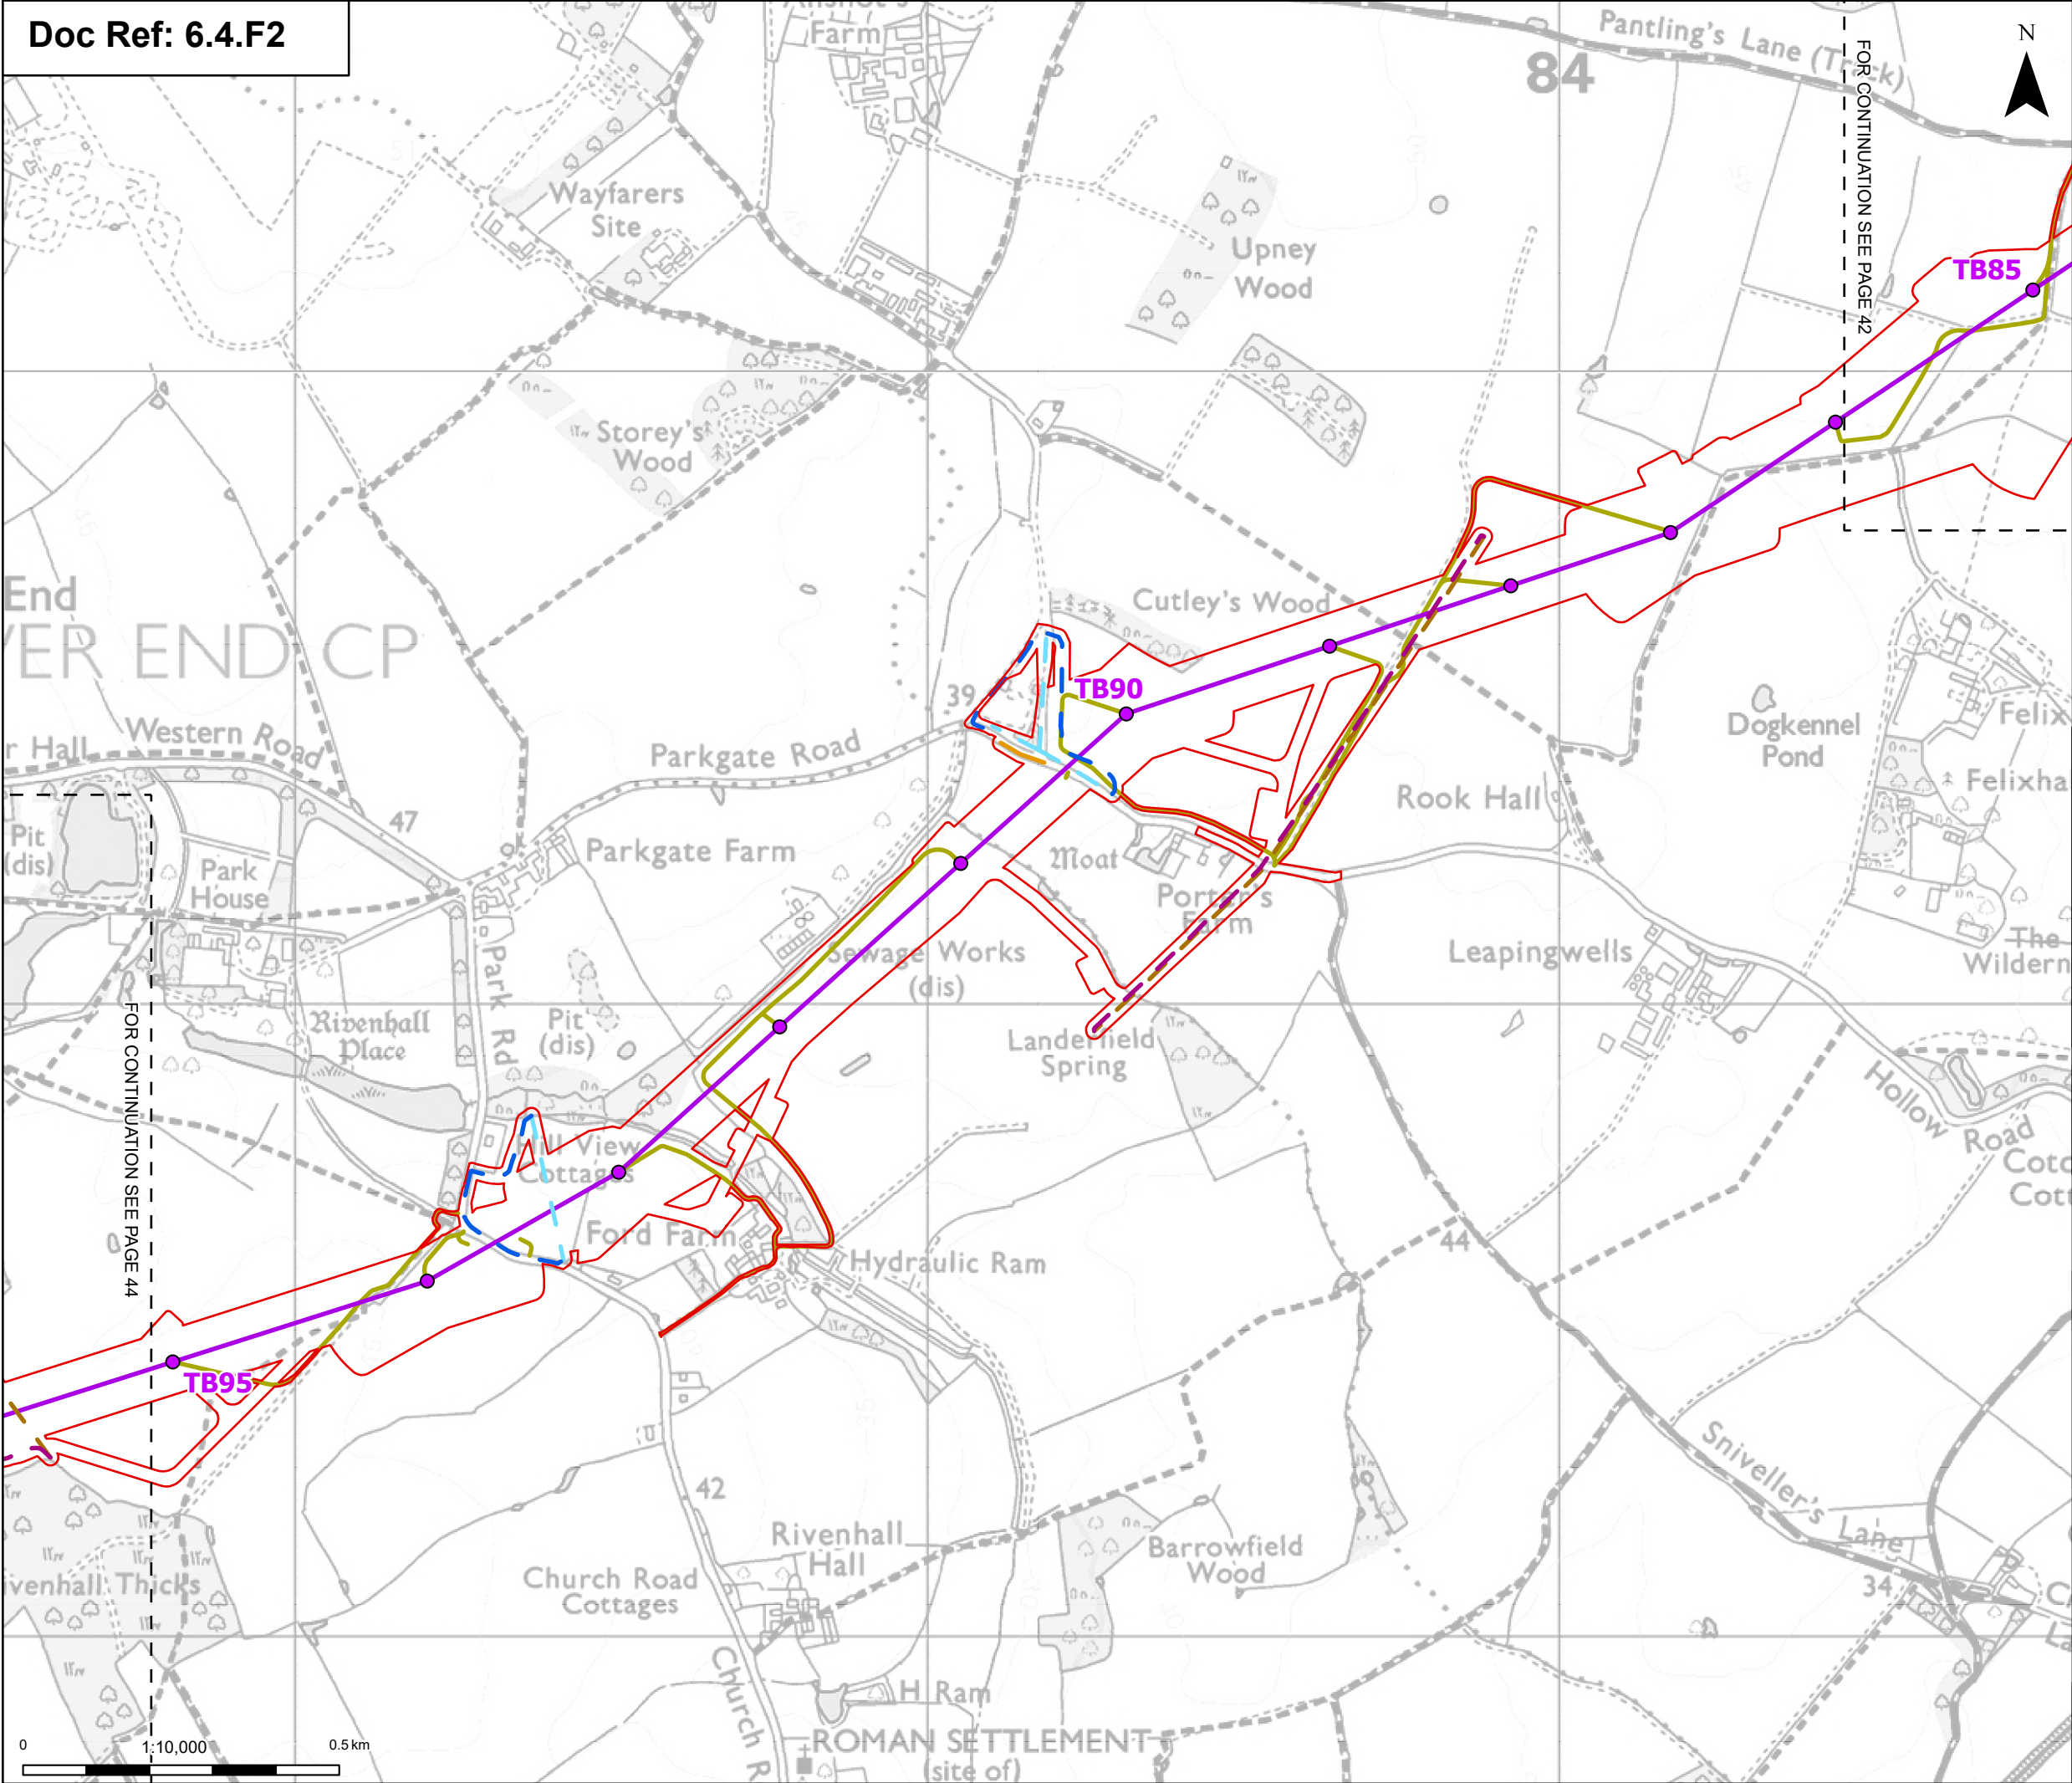 Doc Ref: 6.4.F2
Farm
Pantling's Lane (Track)
84
N
FOR CONTINUATION SEE PAGE 42
Wayfarers
Site
Upney
Wood
TB85
Storey's
Wood
End
VER END CP
Cutley's Wood
39
TB90
Dogkennel
Pond
Felix
r Hall
Western Road
Parkgate Road
Felixha
Rook Hall
47
Pit
(dis)
Park
House
Parkgate Farm
Moat
Porter's
Farm
Sewage Works
(dis)
Leapingwells
The
Wildern
Park Rd
Rivenhall
Place
Pit
(dis)
Landerfield
Spring
FOR CONTINUATION SEE PAGE 44
Hollow Road
Hill View
Cottages
Coto
Cott
Ford Farm
Hydraulic Ram
44
TB95
42
Sniveller's Lane
Rivenhall
Hall
Barrowfield
Wood
Church Road
Cottages
ivenhall Thicks
34
C
La
Church R
H Ram
ROMAN SETTLEMENT
(site of)
0
1:10,000
0.5 km